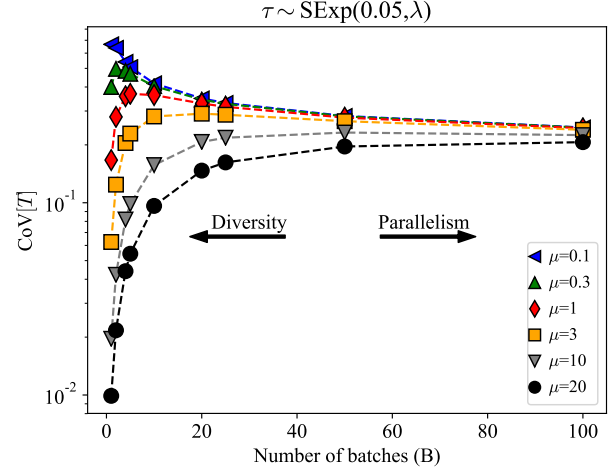 τ ~ SExp(0.05,λ)
CoV[T]
10⁻¹
10⁻²
Diversity
Parallelism
μ=0.1
μ=0.3
μ=1
μ=3
μ=10
μ=20
0 20 40 60 80 100
Number of batches (B)